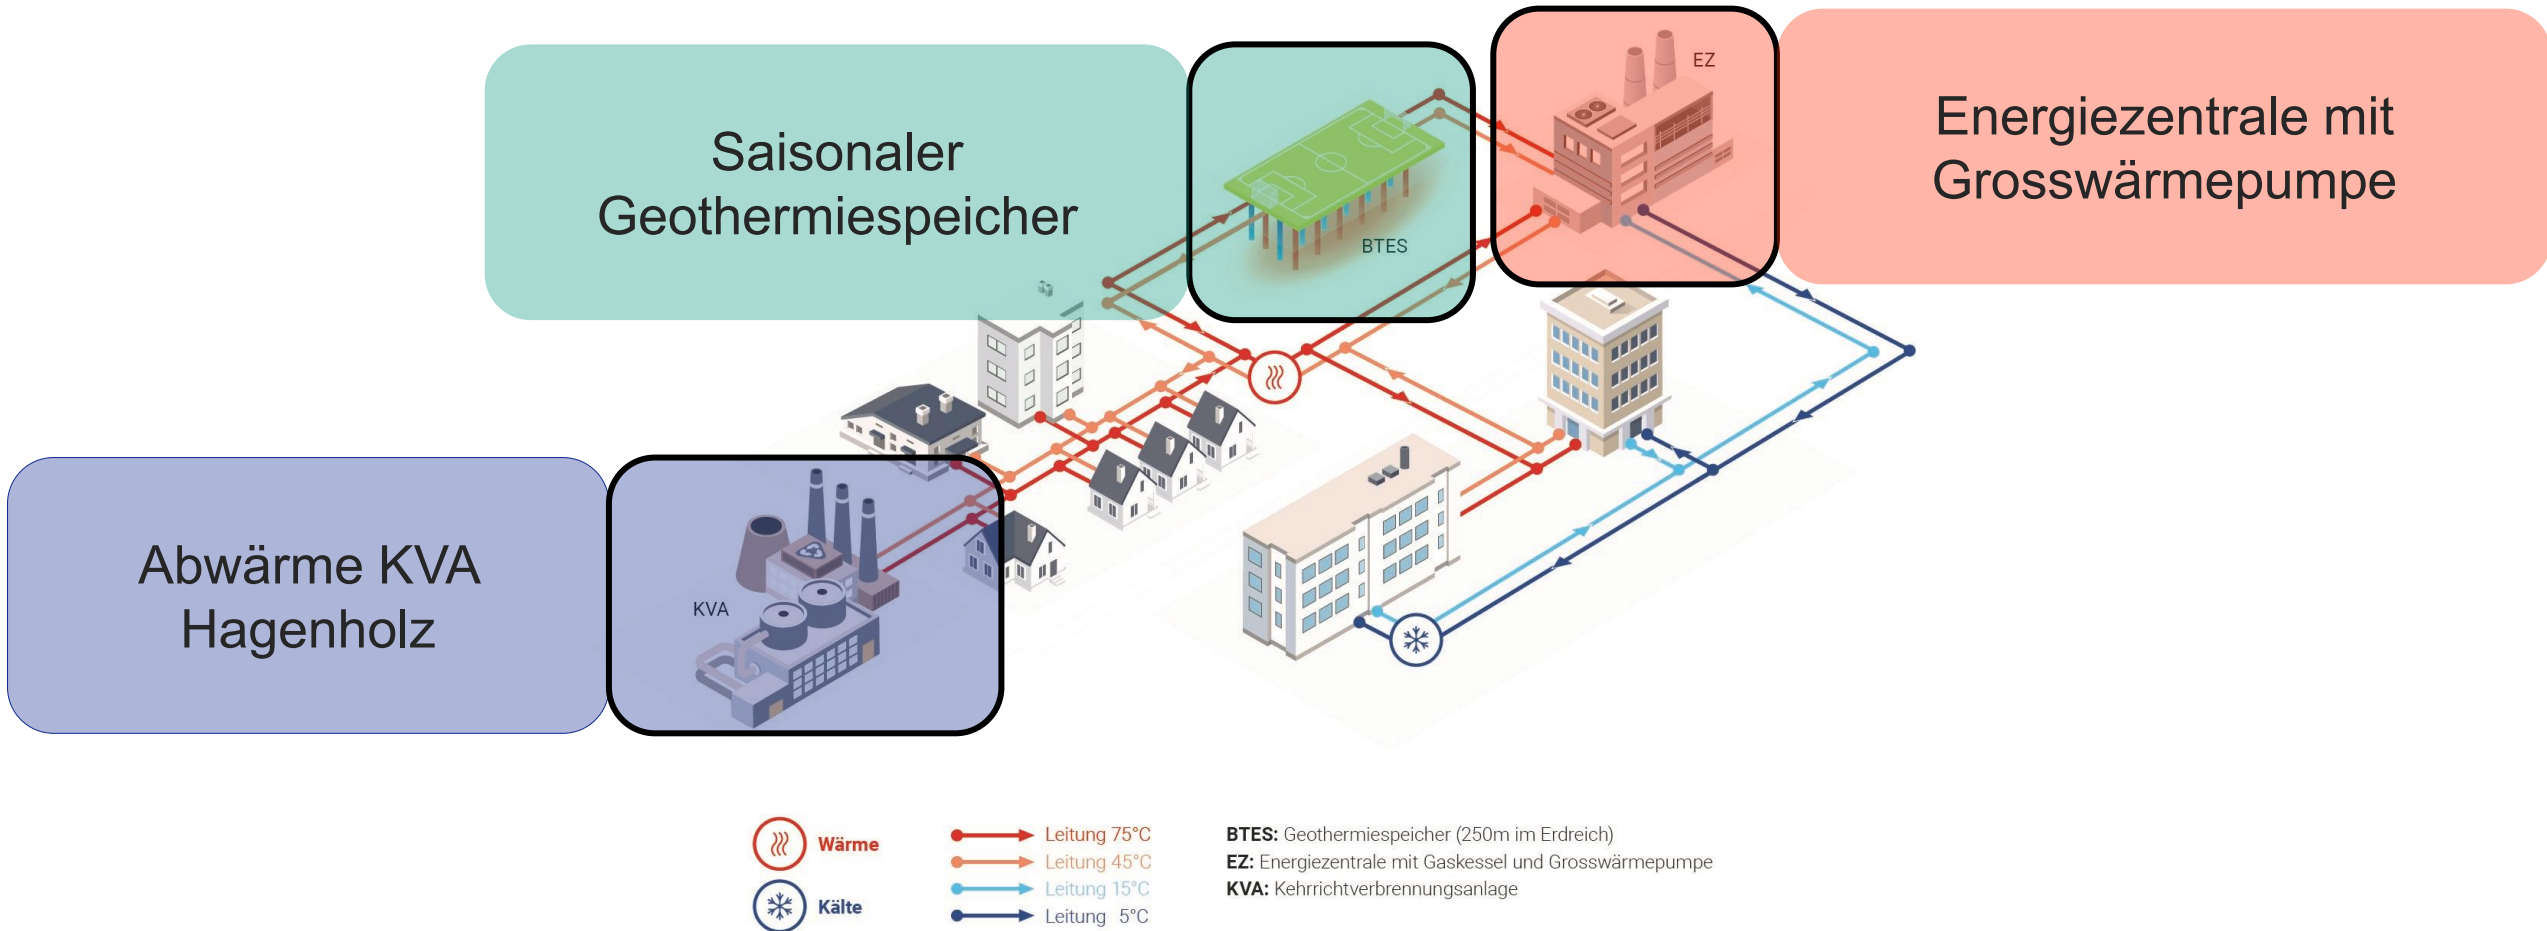 EZ
Energiezentrale mit
Grosswärmepumpe
Saisonaler
Geothermiespeicher
BTES
Abwärme KVA
Hagenholz
KVA
Wärme
Kälte
Leitung 75°C
Leitung 45°C
Leitung 15°C
Leitung 5°C
BTES: Geothermiespeicher (250m im Erdreich)
EZ: Energiezentrale mit Gaskessel und Grosswärmepumpe
KVA: Kehrrichtverbrennungsanlage